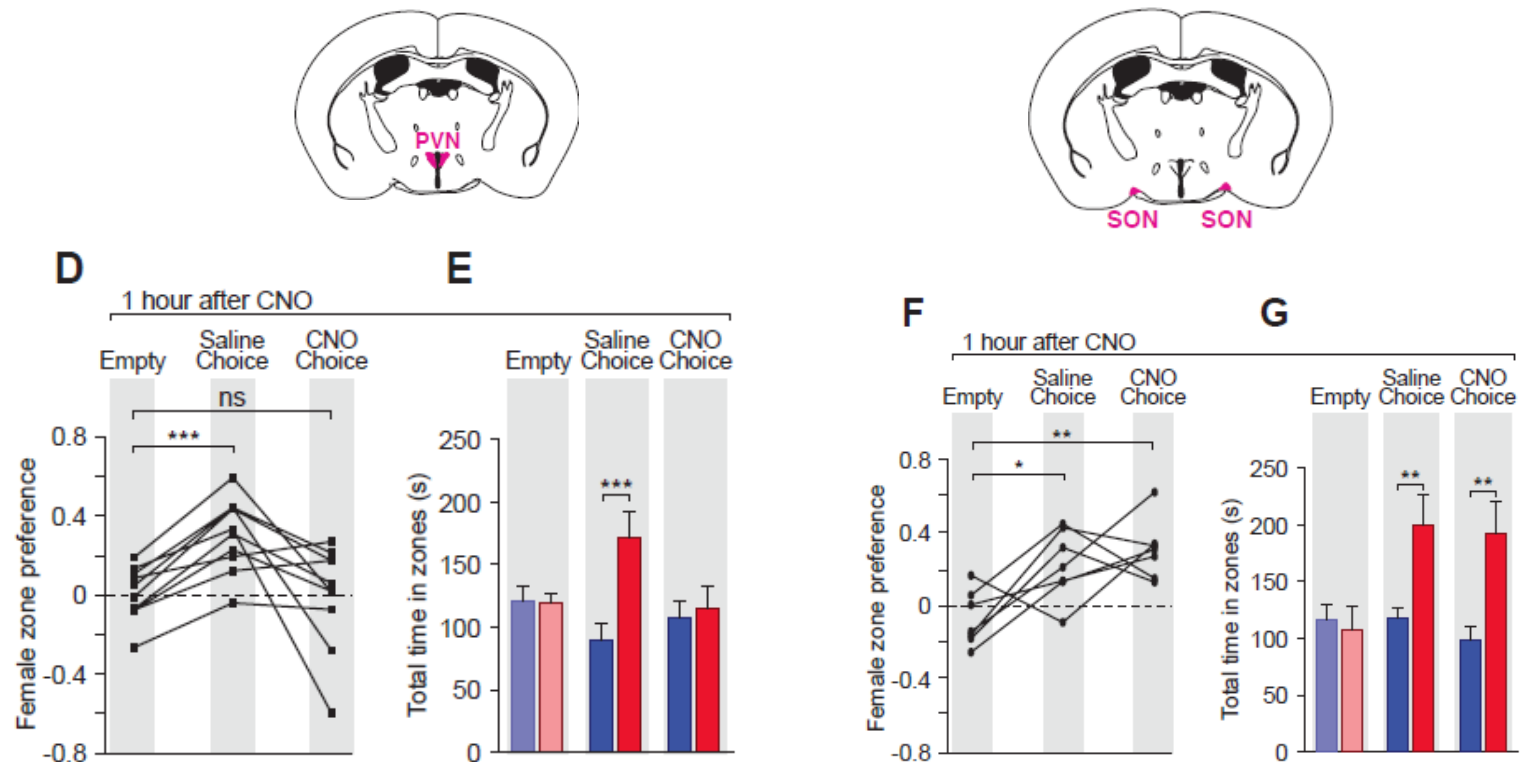 PVN
SON SON
D
E
1 hour after CNO
Empty
Saline
Choice
CNO
Choice
Empty
Saline
Choice
CNO
Choice
ns
***
0.8
0.4
0
-0.4
-0.8
Female zone preference
250
200
150
100
50
0
Total time in zones (s)
***
F
G
1 hour after CNO
Empty
Saline
Choice
CNO
Choice
Empty
Saline
Choice
CNO
Choice
**
*
0.8
0.4
0
-0.4
-0.8
Female zone preference
250
200
150
100
50
0
Total time in zones (s)
**
**